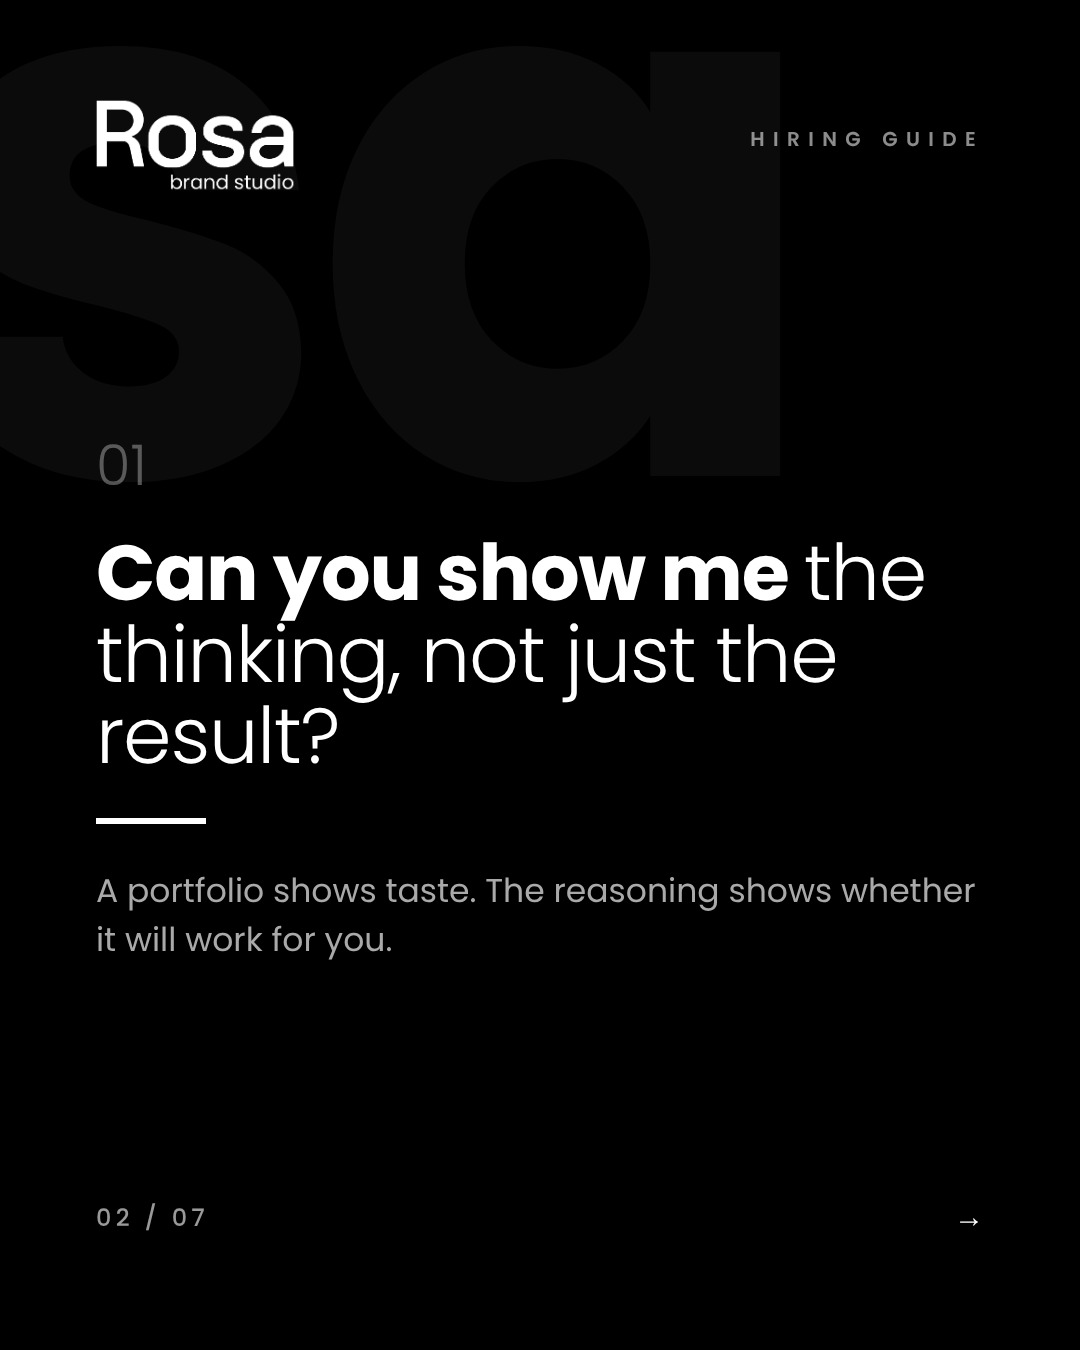 sa
Rosa
brand studio
HIRING GUIDE
01
Can you show me the
thinking, not just the
result?
A portfolio shows taste. The reasoning shows whether
it will work for you.
02 / 07
→